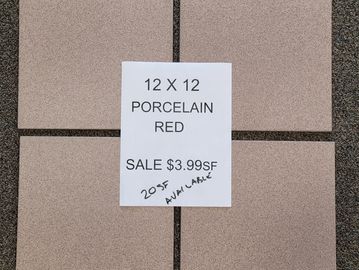 12 X 12
PORCELAIN
RED
SALE $3.99SF
20SF
AVAILABLE